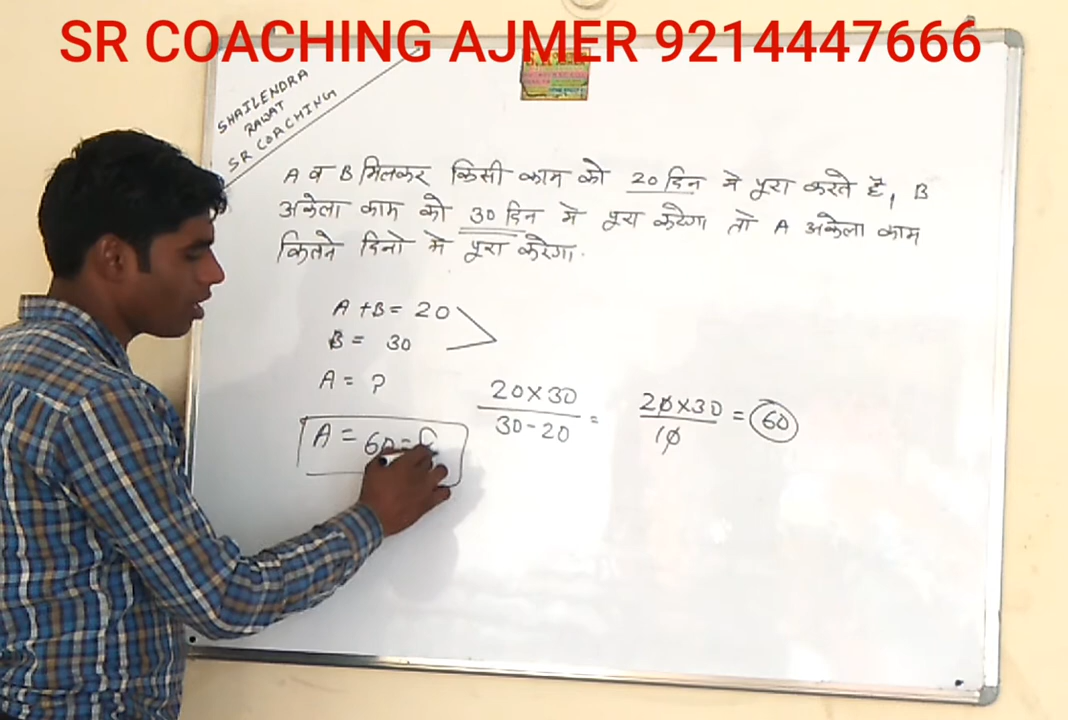 SR COACHING AJMER 9214447666
SHAILENDRA
RAWAT
SR COACHING
A व B मिलकर किसी काम को 20 दिन मे पूरा करते है, B
अकेला काम को 30 दिन मे पूरा करेगा तो A अकेला काम
कितने दिनो मे पूरा करेगा.
A + B = 20
B = 30
A = ?
20 X 30 / 30 - 20 = 20 X 30 / 10 = 60
A = 60 =